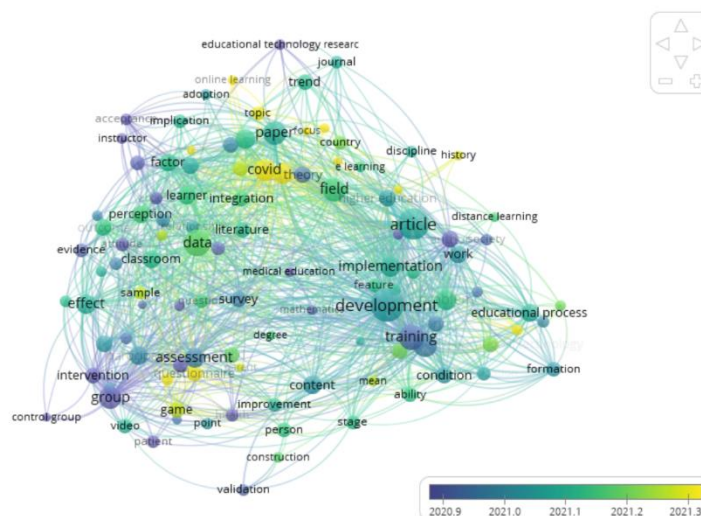 educational technology researc
journal
online learning
trend
adoption
topic
acceptance
implication
paper
focus
country
instructor
discipline
history
factor
covid
theory
e learning
field
higher education
learner
integration
perception
distance learning
article
literature
data
evidence
classroom
work
implementation
medical education
feature
sample
survey
effect
development
mathematics
educational process
degree
training
assessment
questionnaire
intervention
content
mean
condition
formation
group
ability
improvement
control group
game
video
point
person
stage
patient
construction
validation
2020.9 2021.0 2021.1 2021.2 2021.3